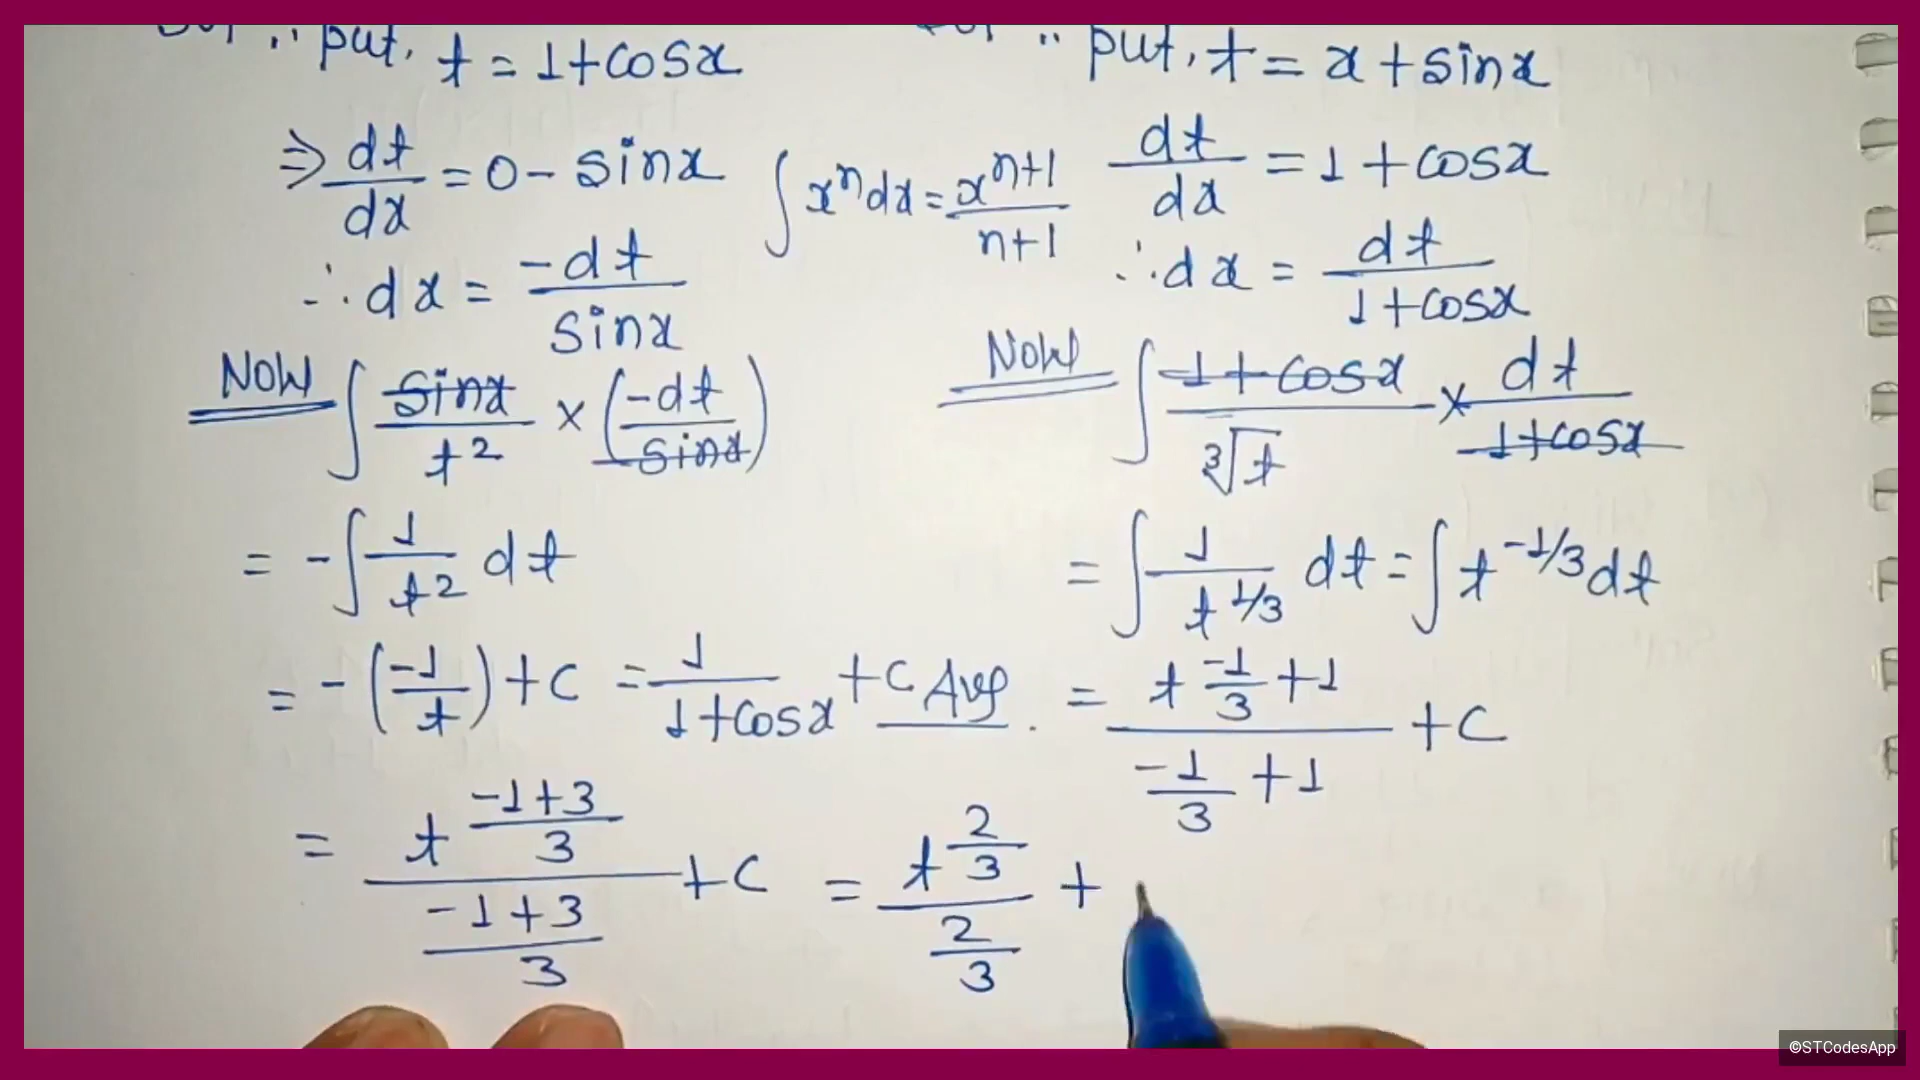 put, t = 1+cosx
⇒ dt/dx = 0 - sinx
∴ dx = -dt/sinx
Now ∫ sinx/t² × (-dt/sinx)
= -∫ 1/t² dt
= -(-1/t) + C = 1/(1+cosx) + C Ans.
∫ xⁿ dx = xⁿ⁺¹/(n+1)
put, t = x + sinx
dt/dx = 1 + cosx
∴ dx = dt/(1+cosx)
Now ∫ (1+cosx)/∛t × dt/(1+cosx)
= ∫ 1/t^(1/3) dt = ∫ t^(-1/3) dt
= t^(-1/3 + 1)/(-1/3 + 1) + C
= t^((-1+3)/3)/((-1+3)/3) + C = t^(2/3)/(2/3) +
©STCodesApp